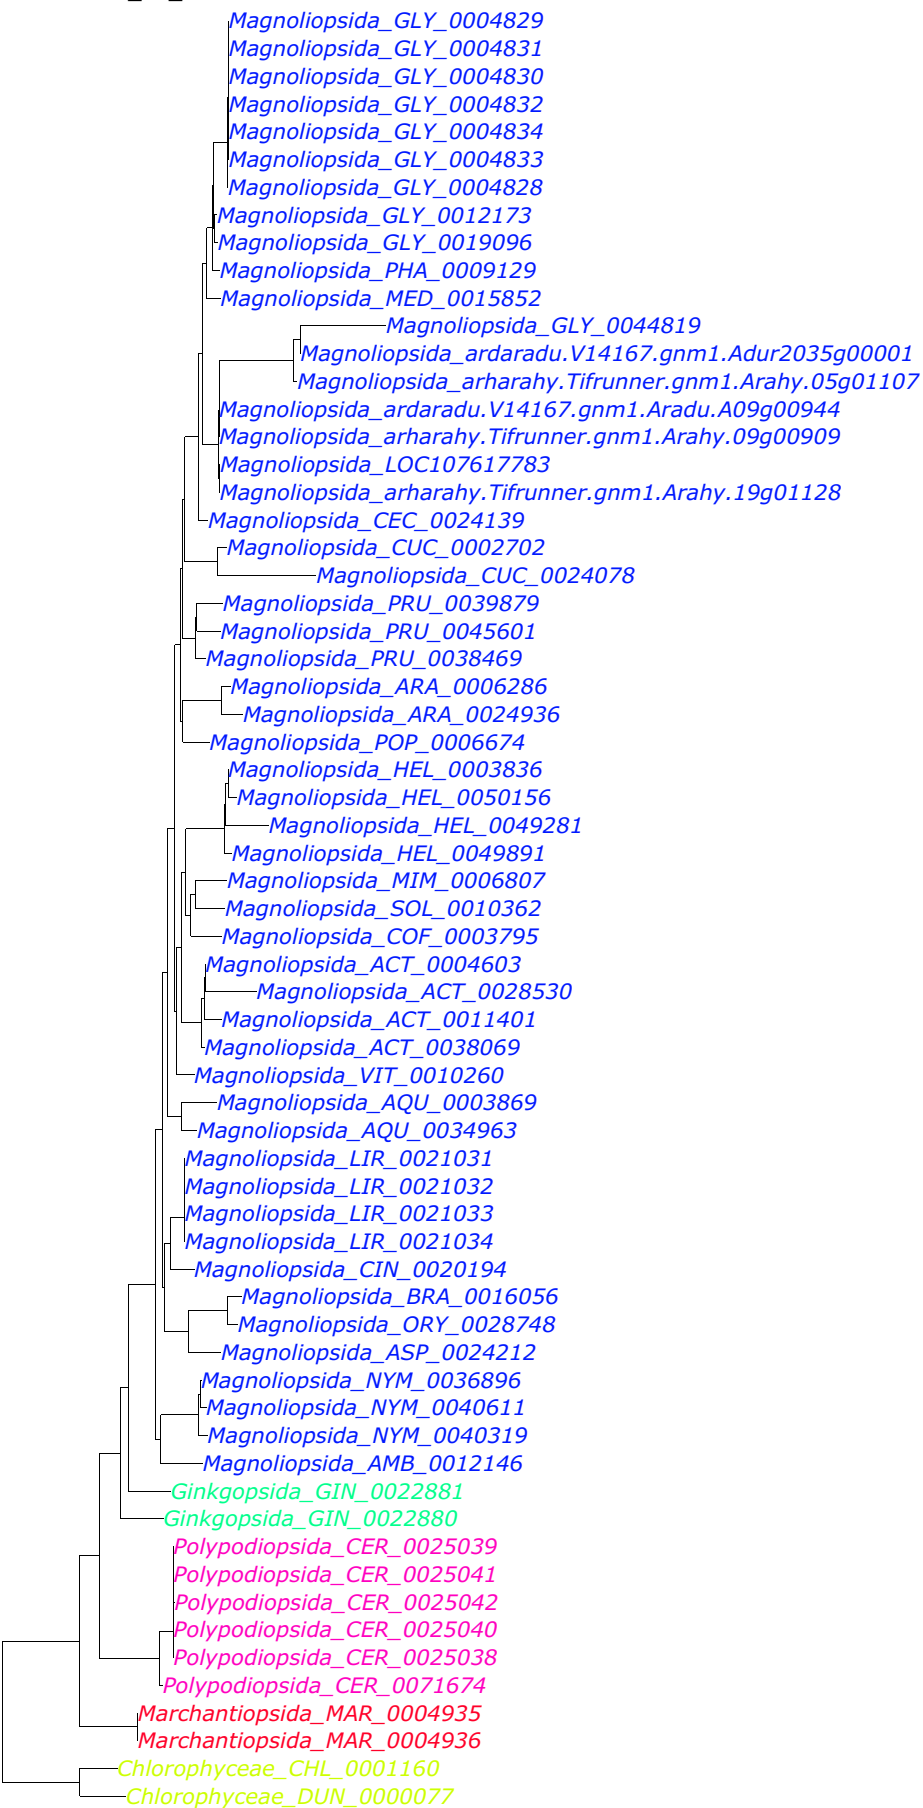 Magnoliopsida_GLY_0004829
Magnoliopsida_GLY_0004831
Magnoliopsida_GLY_0004830
Magnoliopsida_GLY_0004832
Magnoliopsida_GLY_0004834
Magnoliopsida_GLY_0004833
Magnoliopsida_GLY_0004828
Magnoliopsida_GLY_0012173
Magnoliopsida_GLY_0019096
Magnoliopsida_PHA_0009129
Magnoliopsida_MED_0015852
Magnoliopsida_GLY_0044819
Magnoliopsida_ardaradu.V14167.gnm1.Adur2035g00001
Magnoliopsida_arharahy.Tifrunner.gnm1.Arahy.05g01107
Magnoliopsida_ardaradu.V14167.gnm1.Aradu.A09g00944
Magnoliopsida_arharahy.Tifrunner.gnm1.Arahy.09g00909
Magnoliopsida_LOC107617783
Magnoliopsida_arharahy.Tifrunner.gnm1.Arahy.19g01128
Magnoliopsida_CEC_0024139
Magnoliopsida_CUC_0002702
Magnoliopsida_CUC_0024078
Magnoliopsida_PRU_0039879
Magnoliopsida_PRU_0045601
Magnoliopsida_PRU_0038469
Magnoliopsida_ARA_0006286
Magnoliopsida_ARA_0024936
Magnoliopsida_POP_0006674
Magnoliopsida_HEL_0003836
Magnoliopsida_HEL_0050156
Magnoliopsida_HEL_0049281
Magnoliopsida_HEL_0049891
Magnoliopsida_MIM_0006807
Magnoliopsida_SOL_0010362
Magnoliopsida_COF_0003795
Magnoliopsida_ACT_0004603
Magnoliopsida_ACT_0028530
Magnoliopsida_ACT_0011401
Magnoliopsida_ACT_0038069
Magnoliopsida_VIT_0010260
Magnoliopsida_AQU_0003869
Magnoliopsida_AQU_0034963
Magnoliopsida_LIR_0021031
Magnoliopsida_LIR_0021032
Magnoliopsida_LIR_0021033
Magnoliopsida_LIR_0021034
Magnoliopsida_CIN_0020194
Magnoliopsida_BRA_0016056
Magnoliopsida_ORY_0028748
Magnoliopsida_ASP_0024212
Magnoliopsida_NYM_0036896
Magnoliopsida_NYM_0040611
Magnoliopsida_NYM_0040319
Magnoliopsida_AMB_0012146
Ginkgopsida_GIN_0022881
Ginkgopsida_GIN_0022880
Polypodiopsida_CER_0025039
Polypodiopsida_CER_0025041
Polypodiopsida_CER_0025042
Polypodiopsida_CER_0025040
Polypodiopsida_CER_0025038
Polypodiopsida_CER_0071674
Marchantiopsida_MAR_0004935
Marchantiopsida_MAR_0004936
Chlorophyceae_CHL_0001160
Chlorophyceae_DUN_0000077